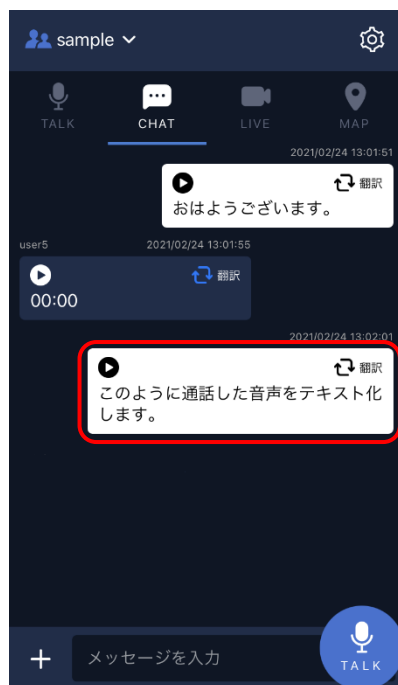 sample
TALK
CHAT
LIVE
MAP
2021/02/24 13:01:51
翻訳
おはようございます。
user5 2021/02/24 13:01:55
翻訳
00:00
2021/02/24 13:02:01
翻訳
このように通話した音声をテキスト化
します。
メッセージを入力
TALK